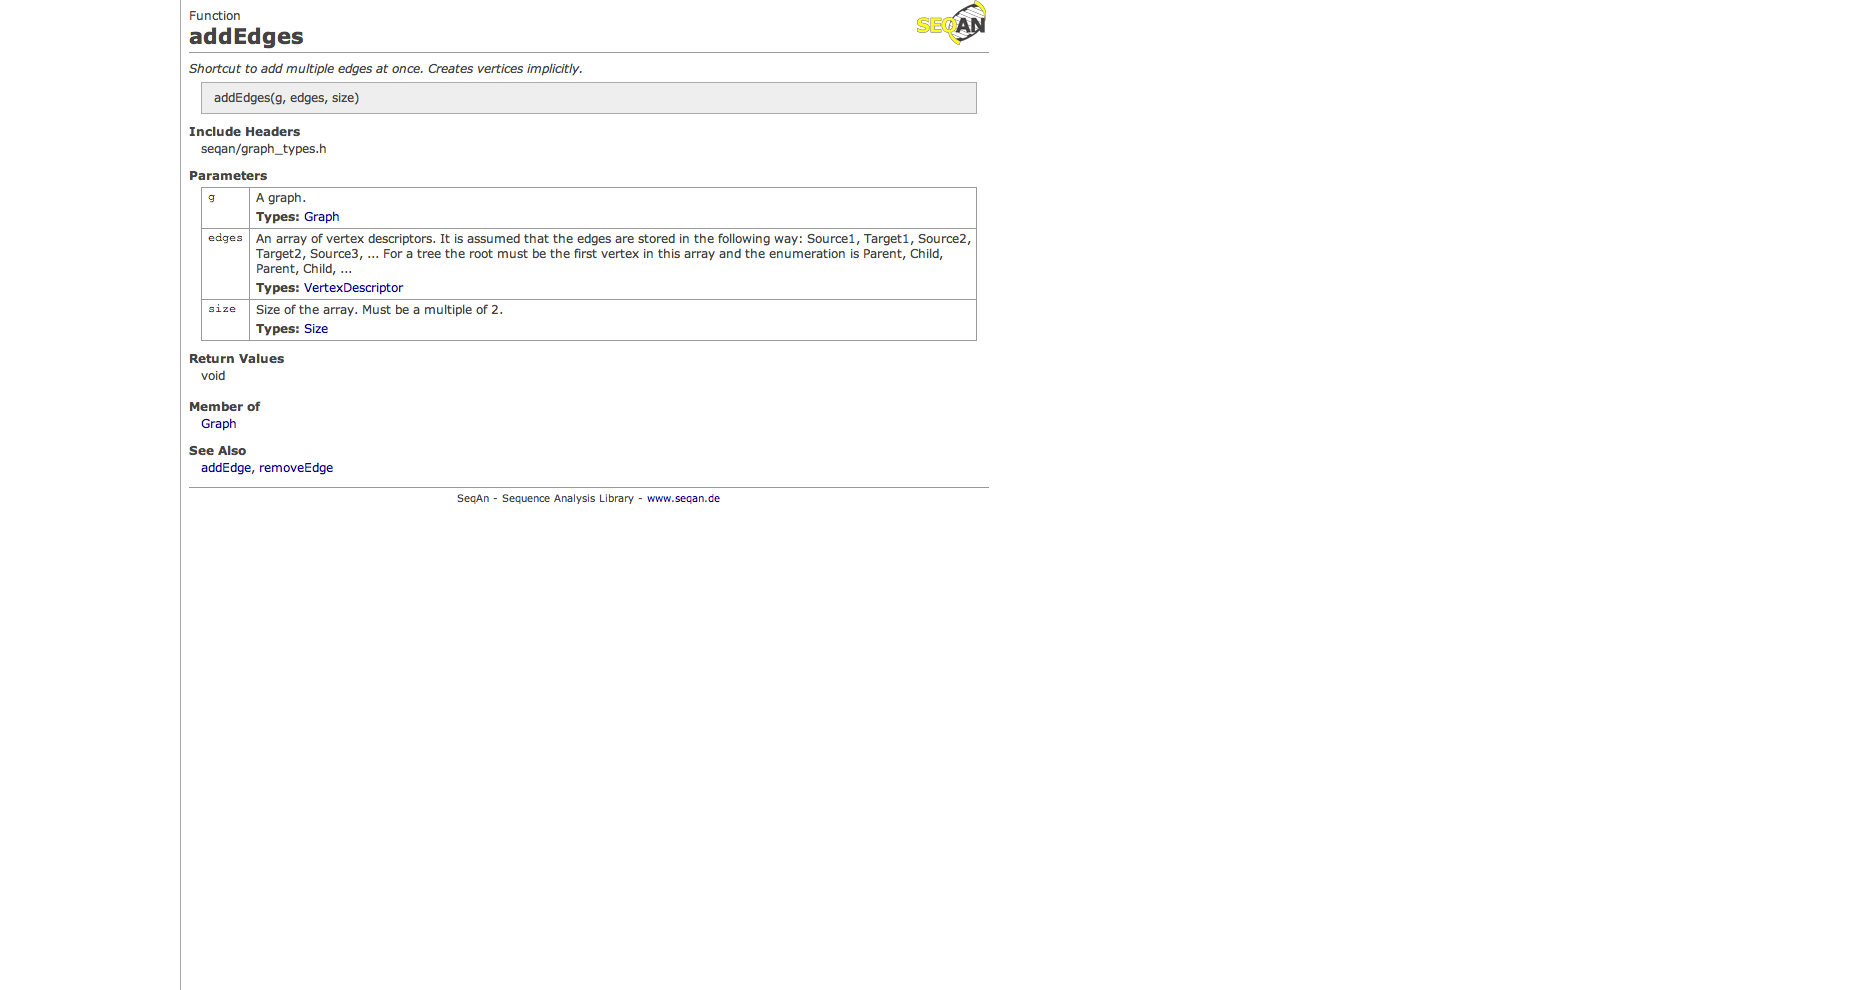 Function
addEdges
SEQAN
Shortcut to add multiple edges at once. Creates vertices implicitly.
addEdges(g, edges, size)
Include Headers
seqan/graph_types.h
Parameters
g
A graph.
Types: Graph
edges
An array of vertex descriptors. It is assumed that the edges are stored in the following way: Source1, Target1, Source2,
Target2, Source3, ... For a tree the root must be the first vertex in this array and the enumeration is Parent, Child,
Parent, Child, ...
Types: VertexDescriptor
size
Size of the array. Must be a multiple of 2.
Types: Size
Return Values
void
Member of
Graph
See Also
addEdge, removeEdge
SeqAn - Sequence Analysis Library - www.seqan.de